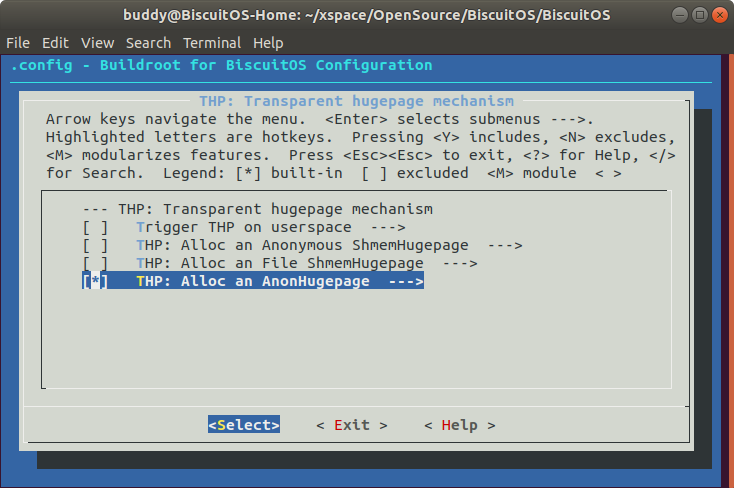 buddy@BiscuitOS-Home: ~/xspace/OpenSource/BiscuitOS/BiscuitOS
File Edit View Search Terminal Help
.config - Buildroot for BiscuitOS Configuration
THP: Transparent hugepage mechanism
Arrow keys navigate the menu.  <Enter> selects submenus --->.
Highlighted letters are hotkeys.  Pressing <Y> includes, <N> excludes,
<M> modularizes features.  Press <Esc><Esc> to exit, <?> for Help, </>
for Search.  Legend: [*] built-in  [ ] excluded  <M> module  < >
--- THP: Transparent hugepage mechanism
[ ]   Trigger THP on userspace  --->
[ ]   THP: Alloc an Anonymous ShmemHugepage  --->
[ ]   THP: Alloc an File ShmemHugepage  --->
[*]   THP: Alloc an AnonHugepage  --->
<Select>    < Exit >    < Help >